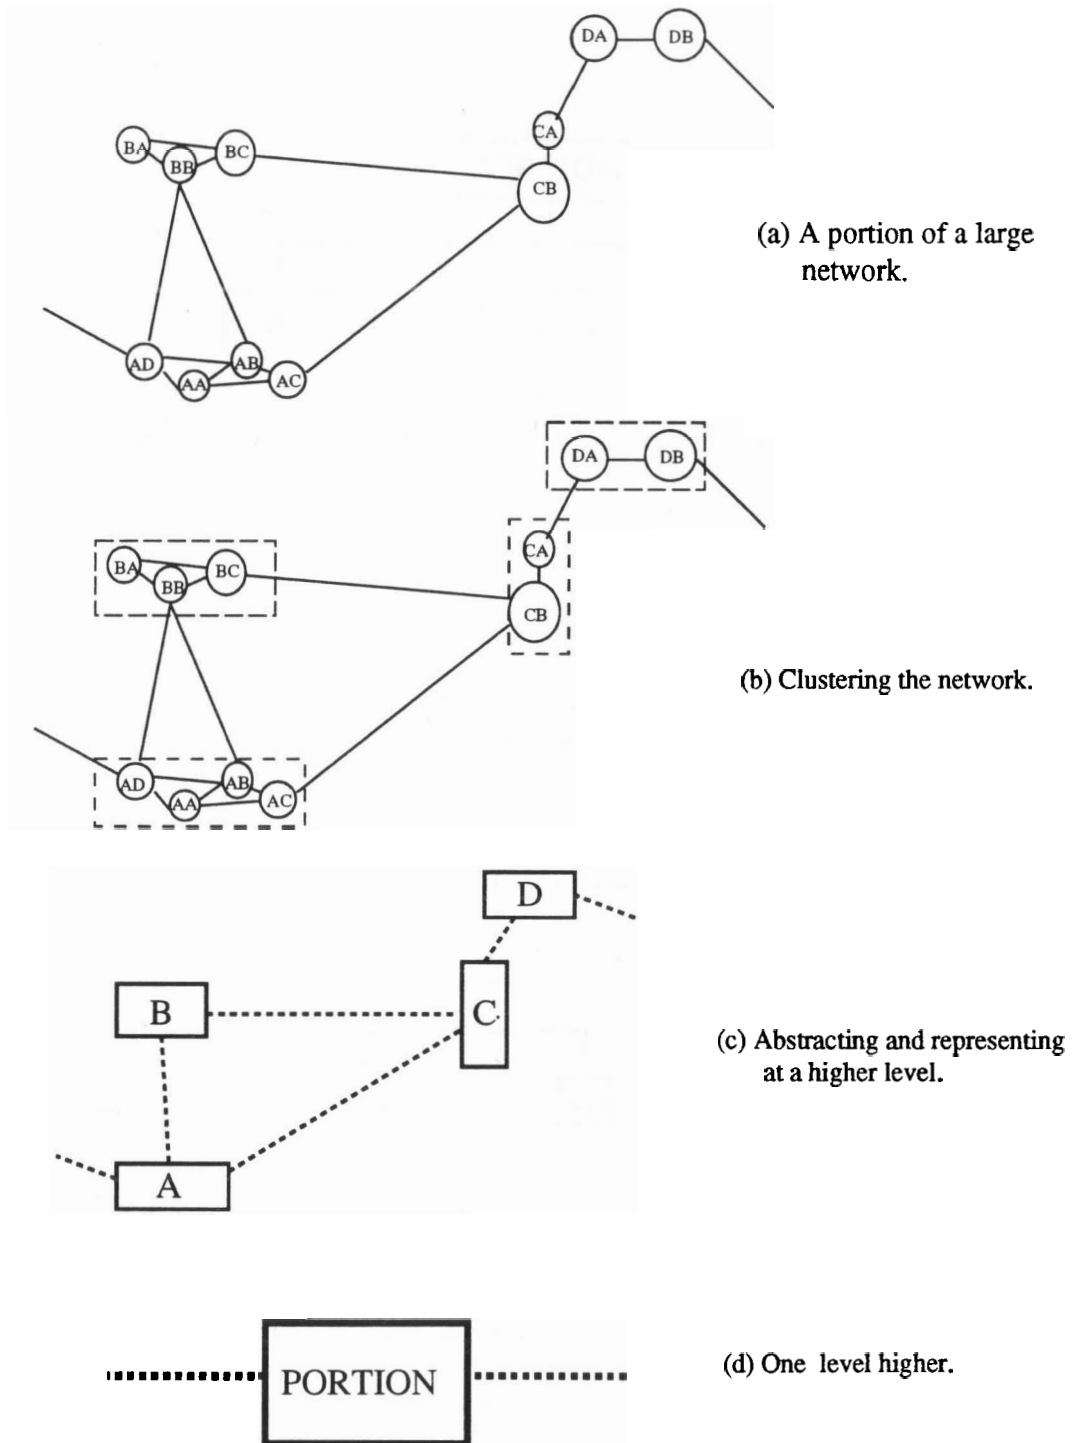 DA DB
CA
BA BB BC
CB
(a) A portion of a large
network.
AD AA AB AC
DA DB
CA
BA BB BC
CB
(b) Clustering the network.
AD AA AB AC
D
B C
(c) Abstracting and representing
at a higher level.
A
PORTION
(d) One level higher.